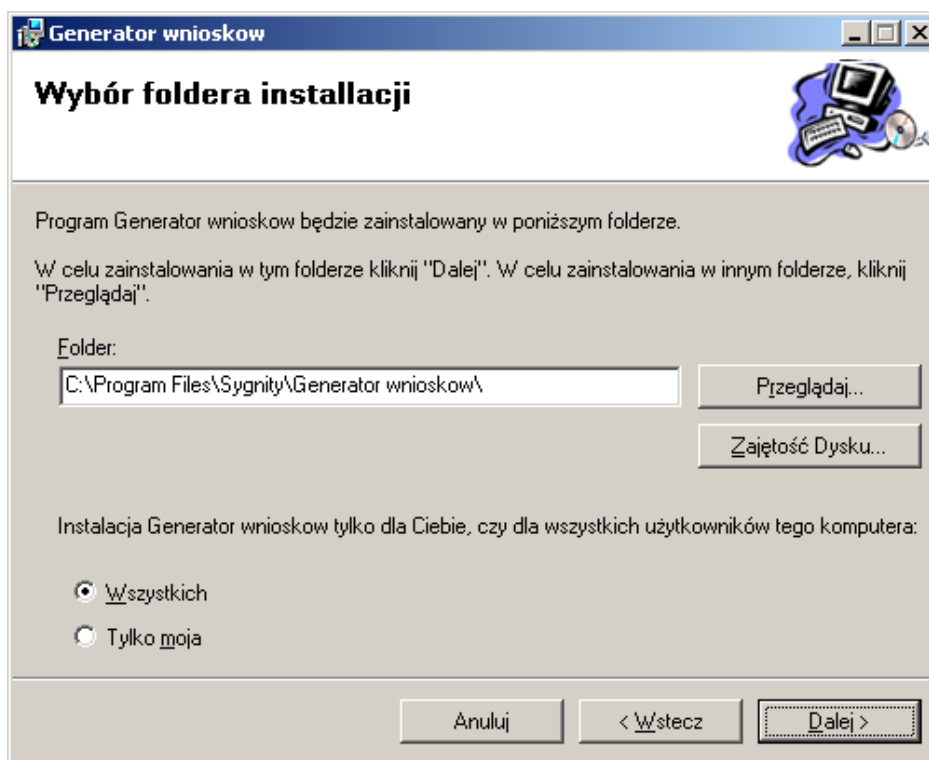 Generator wnioskow
Wybór foldera installacji
Program Generator wnioskow będzie zainstalowany w poniższym folderze.
W celu zainstalowania w tym folderze kliknij "Dalej". W celu zainstalowania w innym folderze, kliknij
"Przeglądaj".
Folder:
C:\Program Files\Sygnity\Generator wnioskow\
Przeglądaj...
Zajętość Dysku...
Instalacja Generator wnioskow tylko dla Ciebie, czy dla wszystkich użytkowników tego komputera:
Wszystkich
Tylko moja
Anuluj
< Wstecz
Dalej >